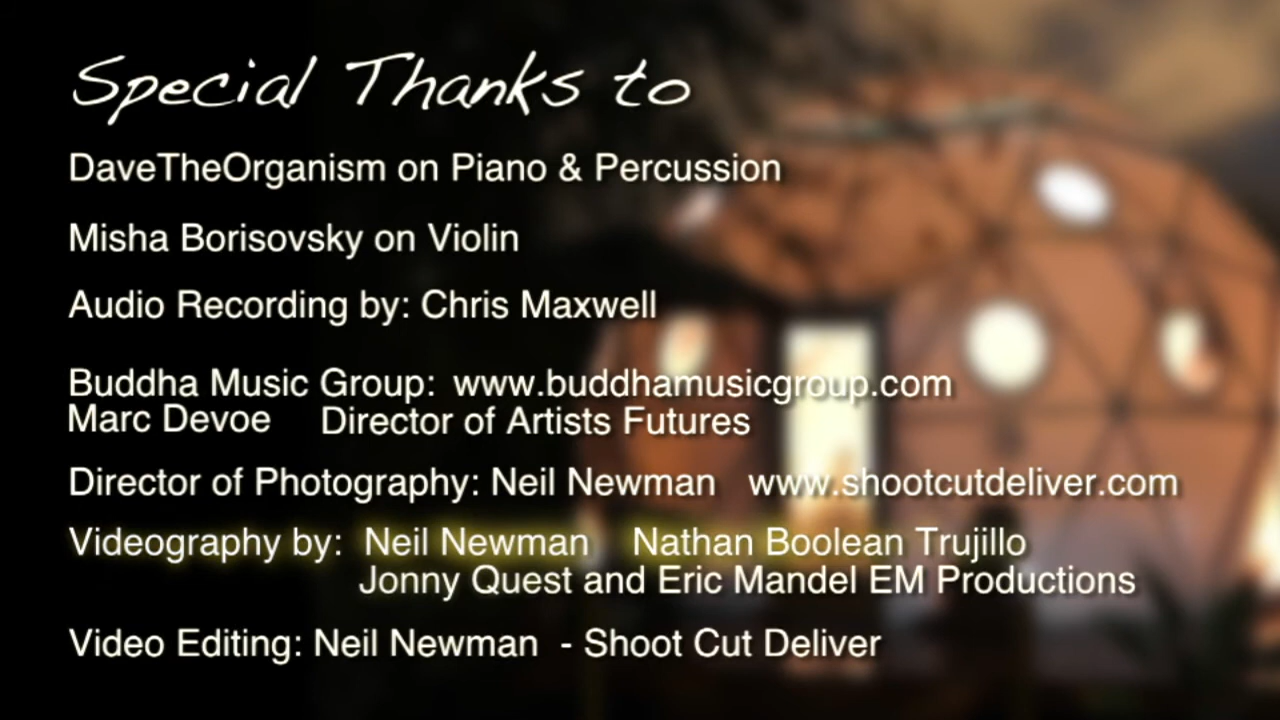 Special Thanks to
DaveTheOrganism on Piano & Percussion
Misha Borisovsky on Violin
Audio Recording by: Chris Maxwell
Buddha Music Group: www.buddhamusicgroup.com
Marc Devoe Director of Artists Futures
Director of Photography: Neil Newman www.shootcutdeliver.com
Videography by: Neil Newman Nathan Boolean Trujillo
Jonny Quest and Eric Mandel EM Productions
Video Editing: Neil Newman - Shoot Cut Deliver